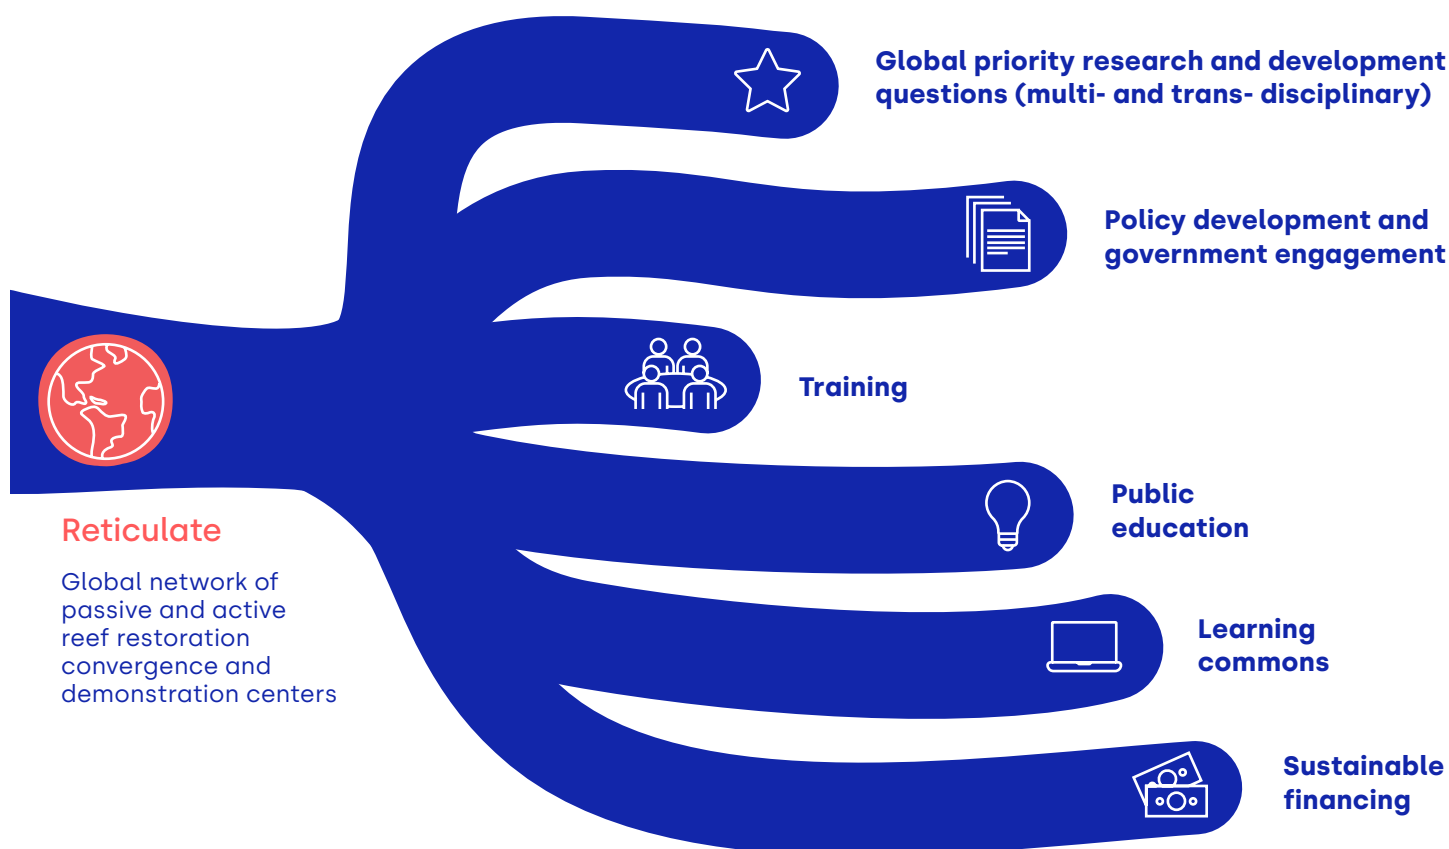 Global priority research and development
questions (multi- and trans- disciplinary)
Policy development and
government engagement
Training
Public
education
Learning
commons
Sustainable
financing
Reticulate
Global network of
passive and active
reef restoration
convergence and
demonstration centers